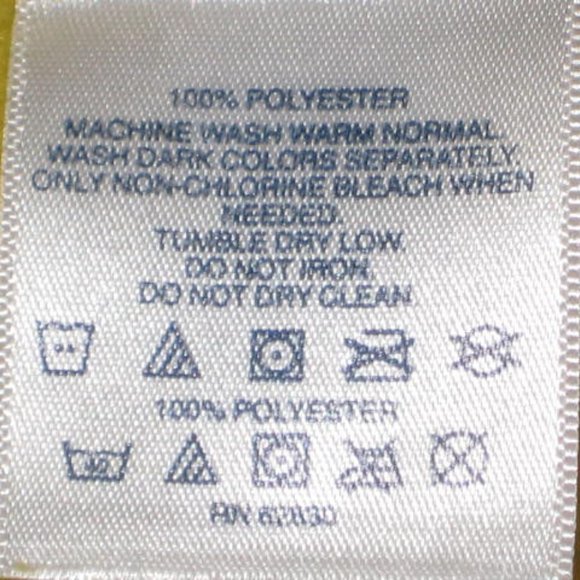 100% POLYESTER
MACHINE WASH WARM NORMAL.
WASH DARK COLORS SEPARATELY.
ONLY NON-CHLORINE BLEACH WHEN
NEEDED.
TUMBLE DRY LOW.
DO NOT IRON.
DO NOT DRY CLEAN
100% POLYESTER
40
RN 62830